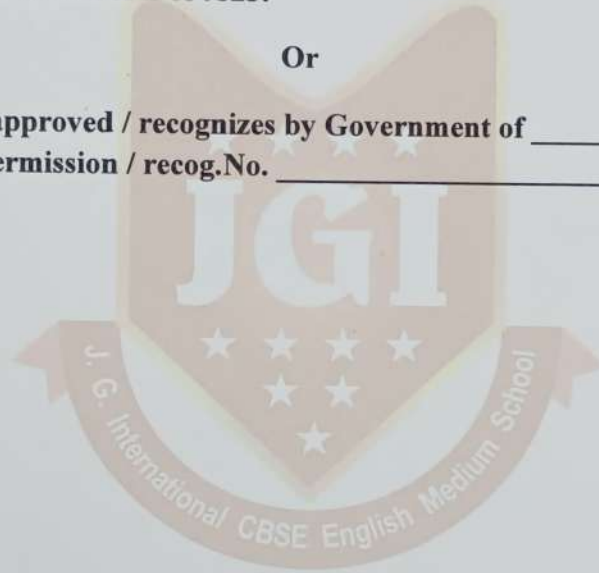 Or
approved / recognizes by Government of
ermission / recog.No.
JGI
J. G. International CBSE English Medium School